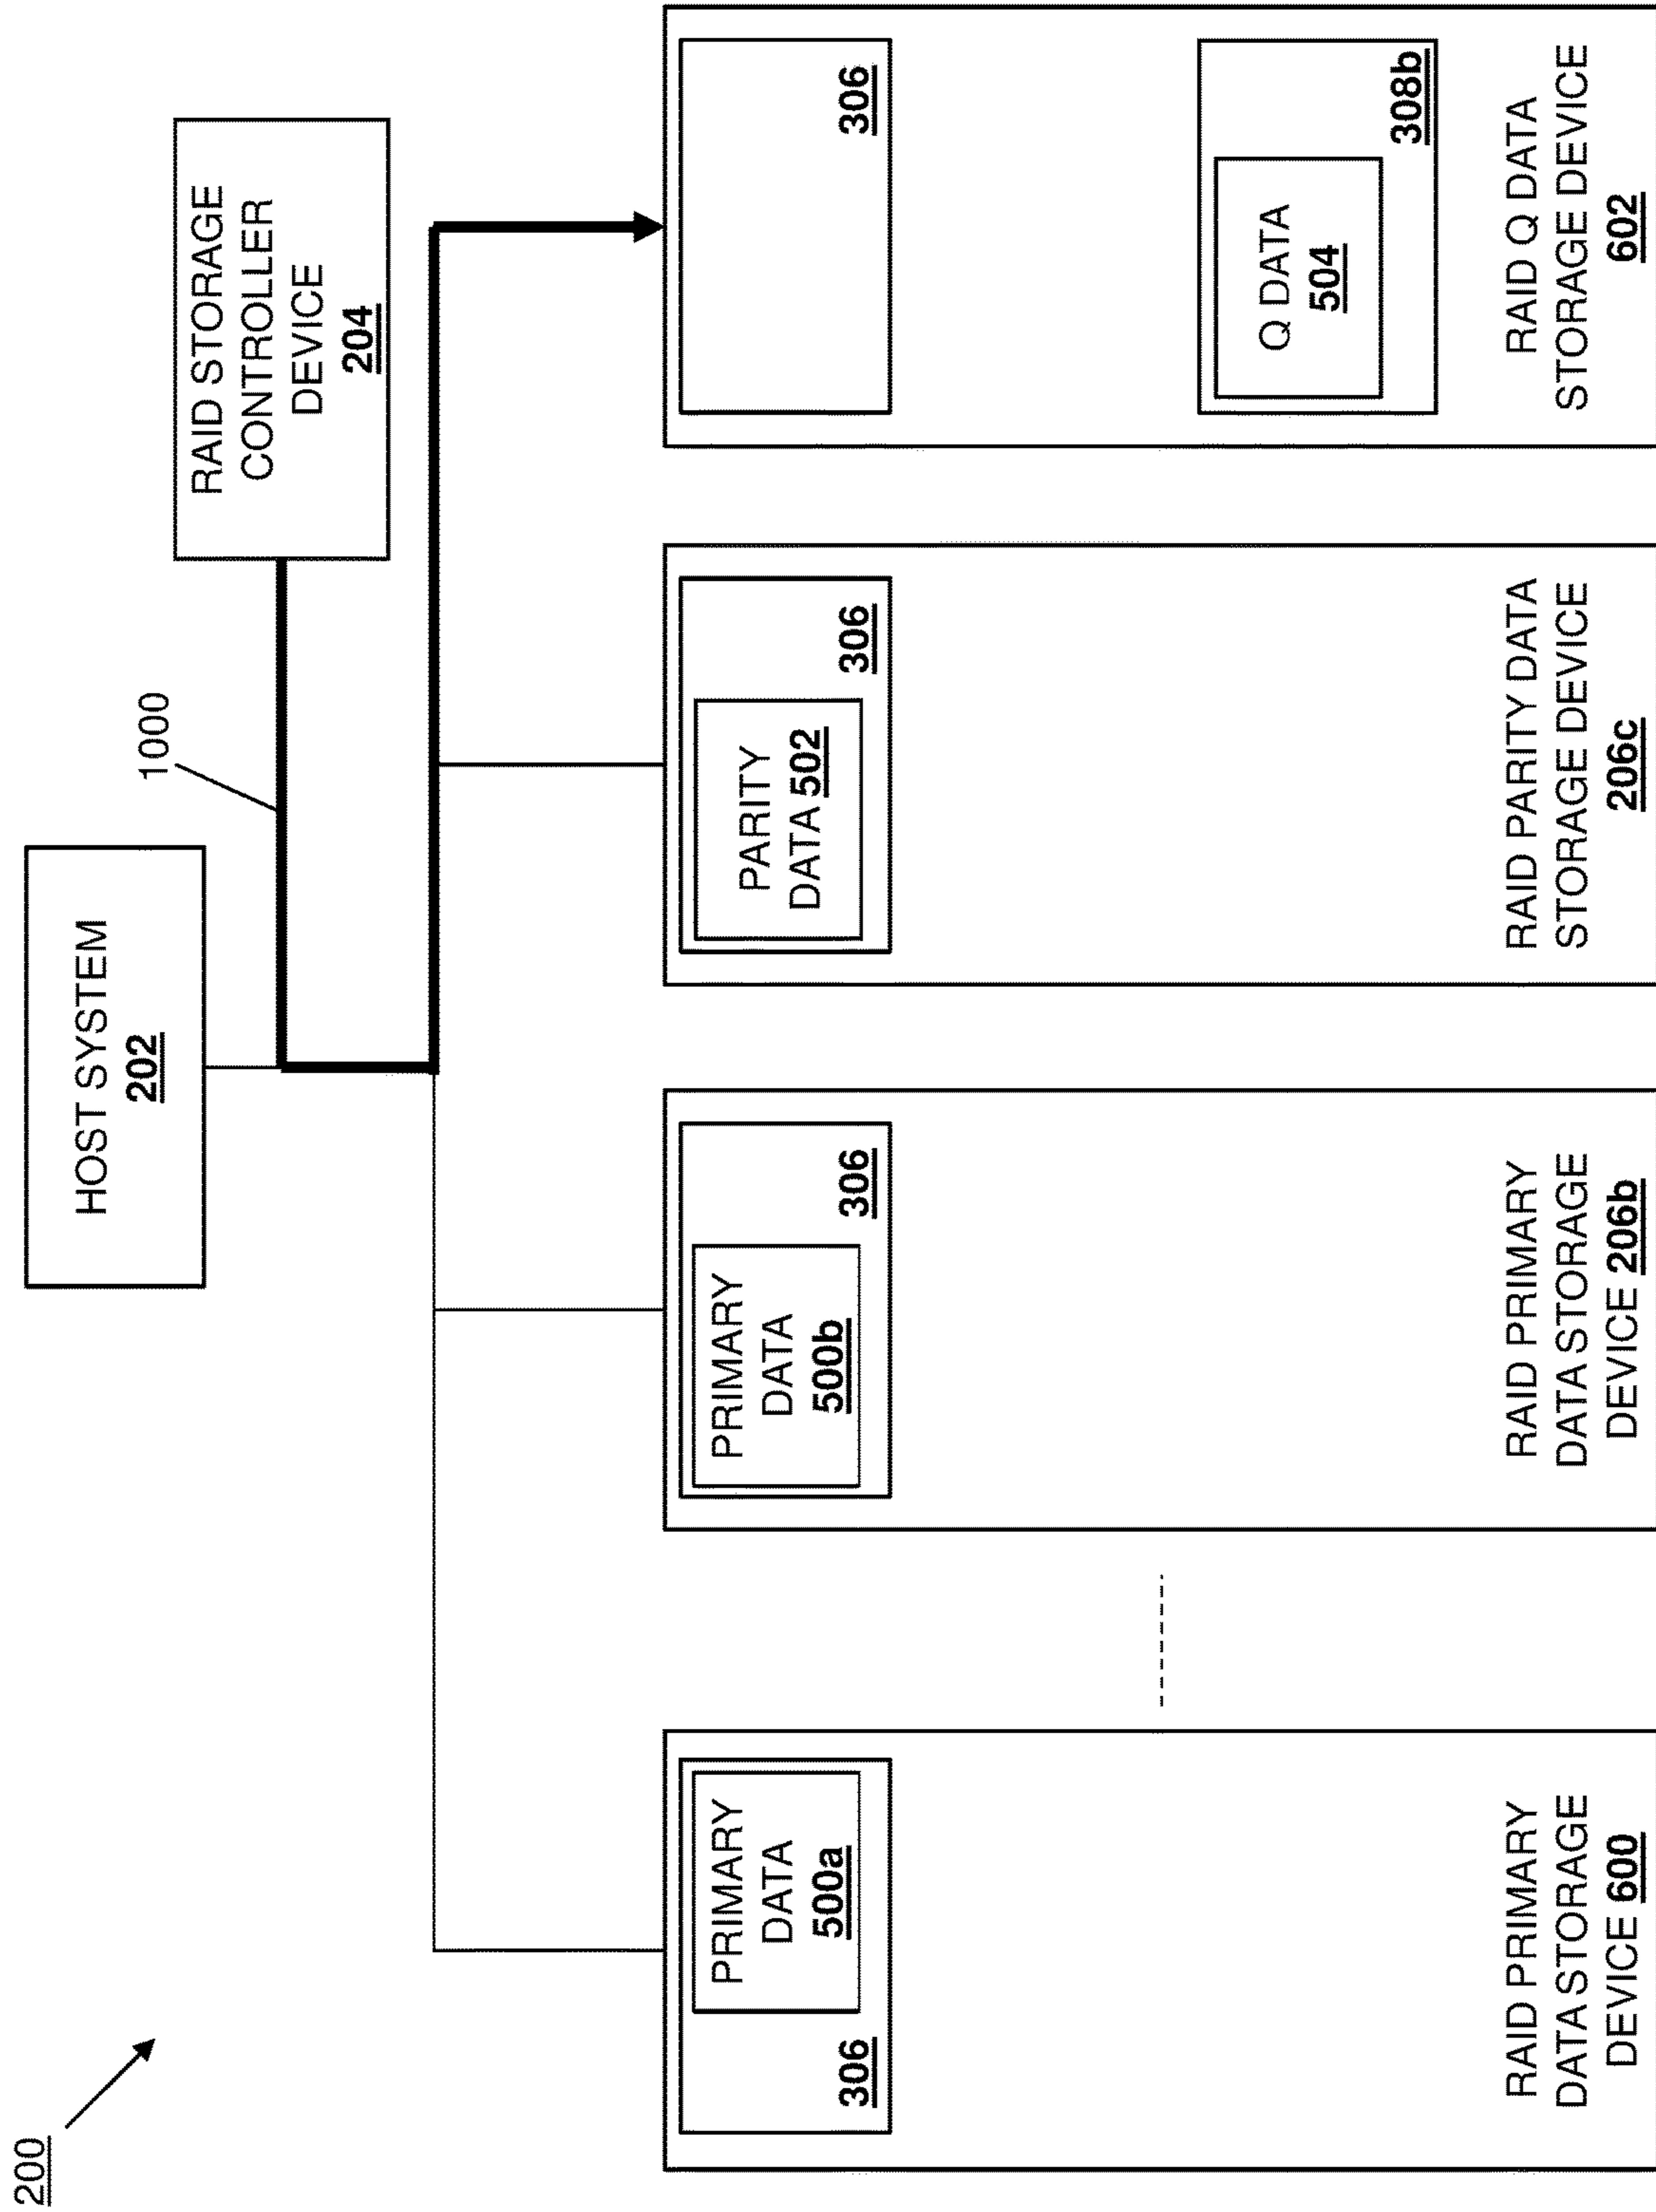 200
HOST SYSTEM
202
1000
RAID STORAGE
CONTROLLER
DEVICE
204
306
PRIMARY
DATA
500a
RAID PRIMARY
DATA STORAGE
DEVICE 600
PRIMARY
DATA
500b
306
RAID PRIMARY
DATA STORAGE
DEVICE 206b
PARITY
DATA 502
306
RAID PARITY DATA
STORAGE DEVICE
206c
306
Q DATA
504
308b
RAID Q DATA
STORAGE DEVICE
602